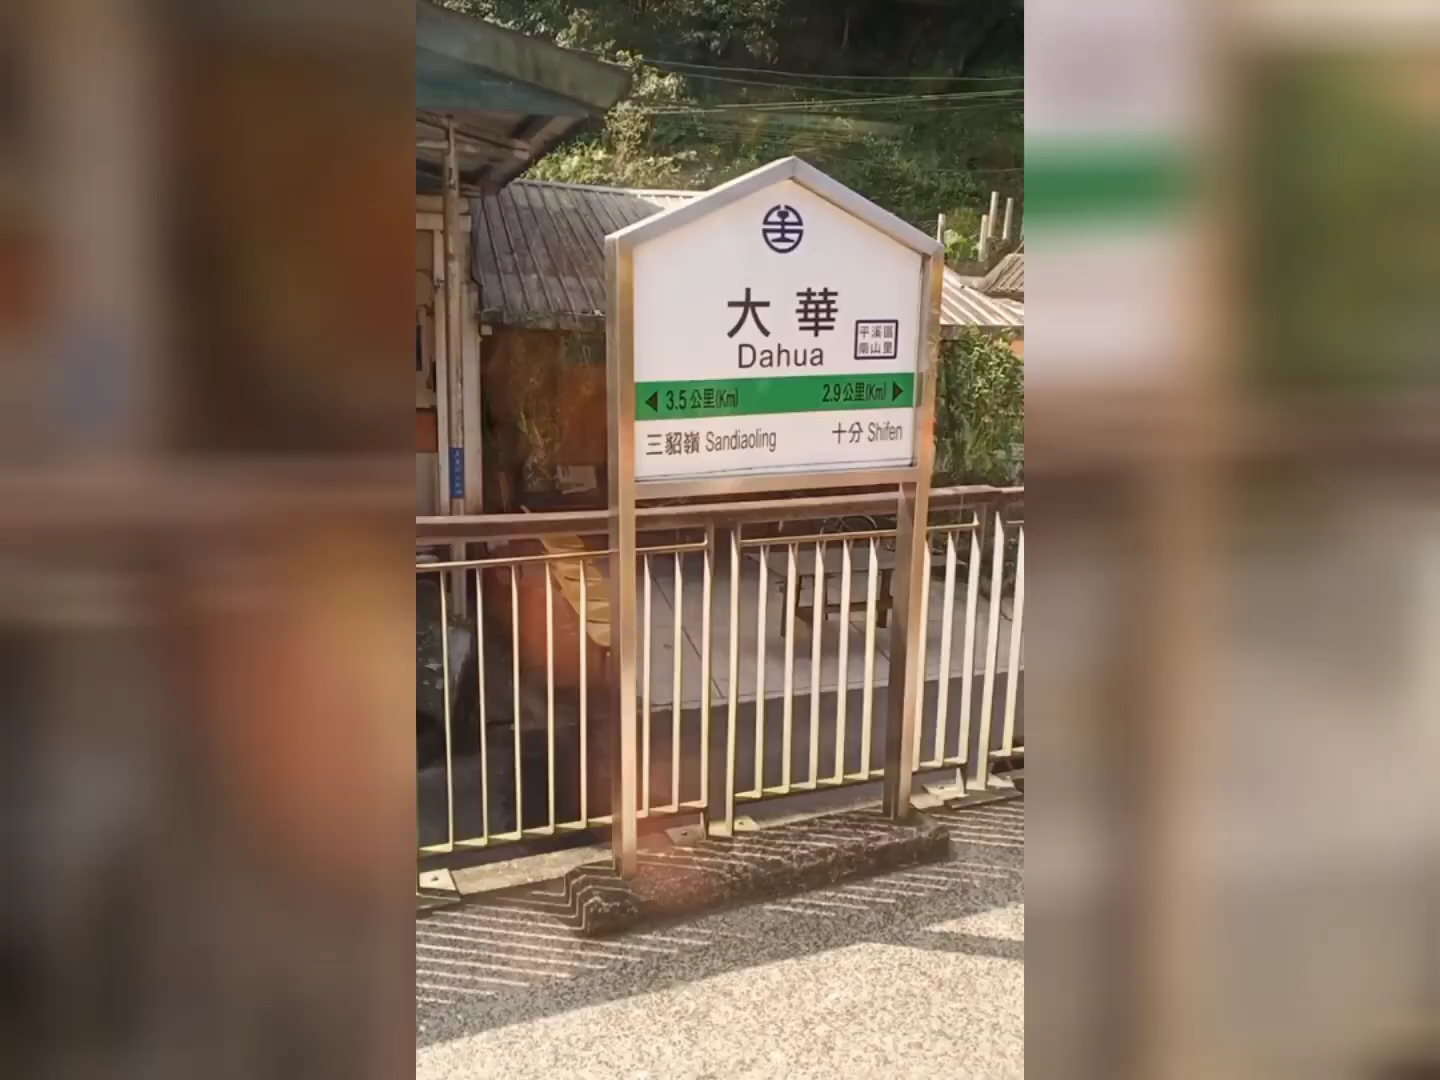 大華
Dahua
平溪區
南山里
3.5公里(Km)
2.9公里(Km)
三貂嶺 Sandiaoling
十分 Shifen